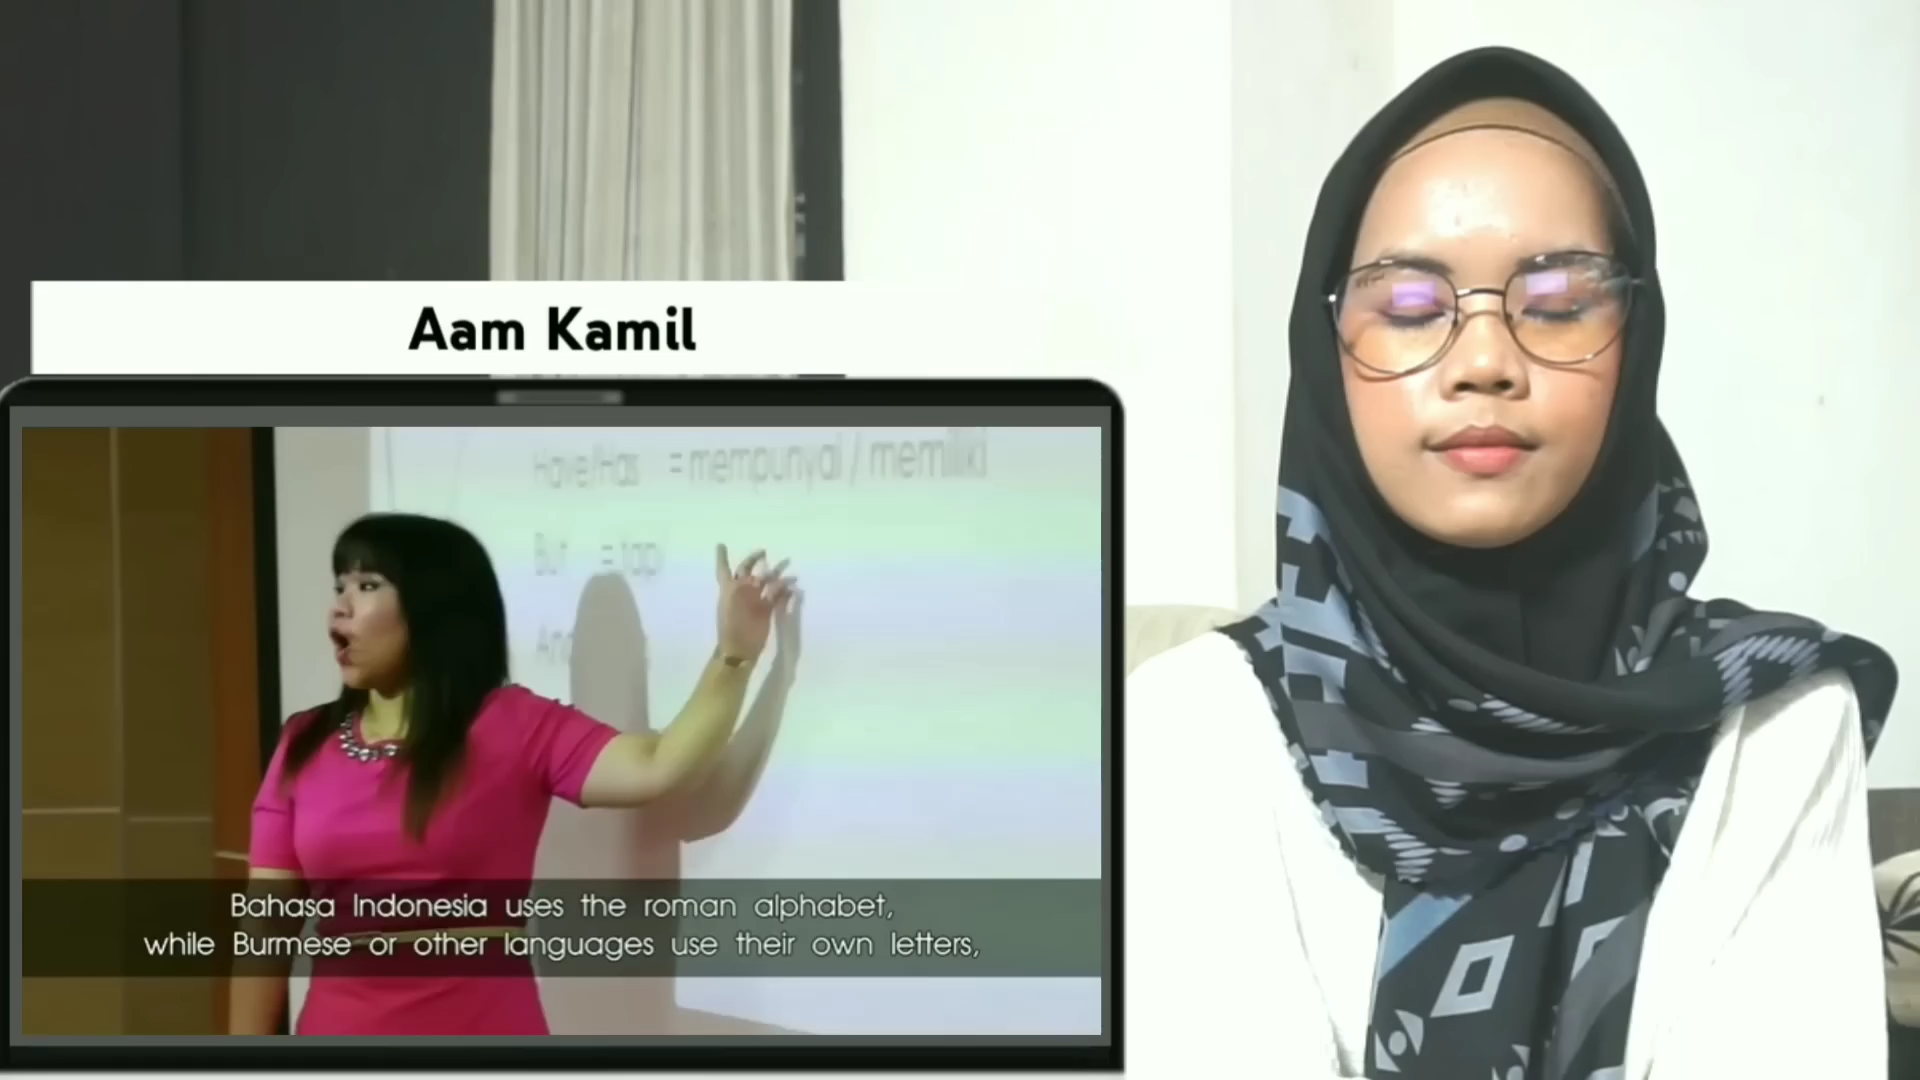 Aam Kamil
Have/Has = mempunyai / memiliki
But = tapi
Bahasa Indonesia uses the roman alphabet,
while Burmese or other languages use their own letters,